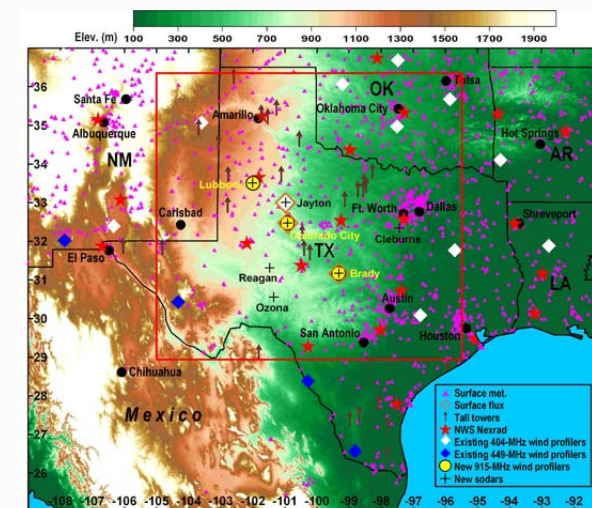 Elev. (m)
100 300 500 700 900 1100 1300 1500 1700 1900
36
35
34
33
32
31
30
29
28
27
26
Santa Fe
Albuquerque
NM
Amarillo
OK
Oklahoma City
Tulsa
Hot Springs
AR
Lubbock
Jayton
Carlsbad
Colorado City
Ft. Worth
Dallas
Cleburne
Shreveport
TX
El Paso
Reagan
Ozona
Brady
LA
Austin
San Antonio
Houston
Chihuahua
Mexico
Surface met.
Surface flux
Tall towers
NWS Nexrad
Existing 404-MHz wind profilers
Existing 449-MHz wind profilers
New 915-MHz wind profilers
New sodars
-108 -107 -106 -105 -104 -103 -102 -101 -100 -99 -98 -97 -96 -95 -94 -93 -92